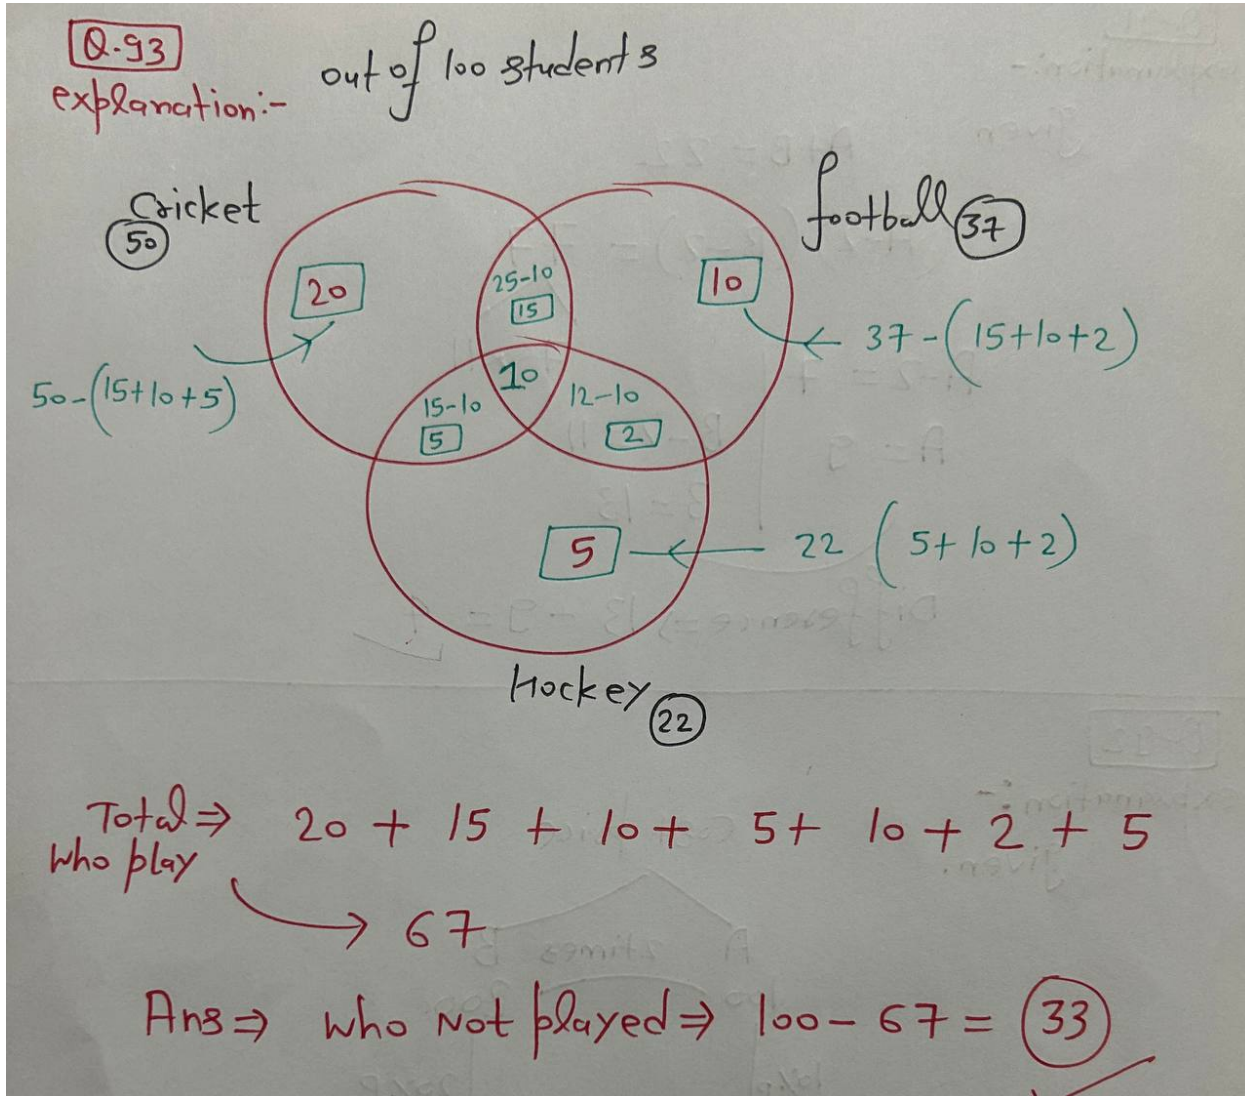 Q.93
explanation:- out of 100 students
Cricket
50
football 37
20
25-10
15
10
50-(15+10+5)
37-(15+10+2)
10
15-10
5
12-10
2
5
22 (5+10+2)
Hockey 22
Total ⇒ 20 + 15 + 10 + 5 + 10 + 2 + 5
who play
→ 67
Ans ⇒ who Not played ⇒ 100 - 67 = 33